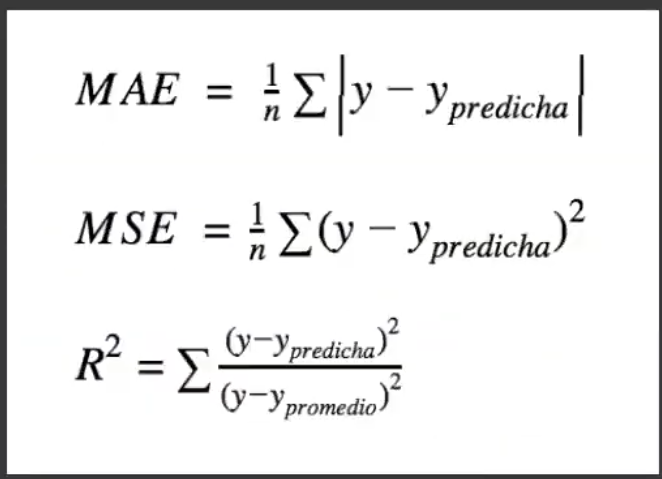 MAE = 1/n ∑|y − y_predicha|
MSE = 1/n ∑(y − y_predicha)²
R² = ∑ (y−y_predicha)²/(y−y_promedio)²